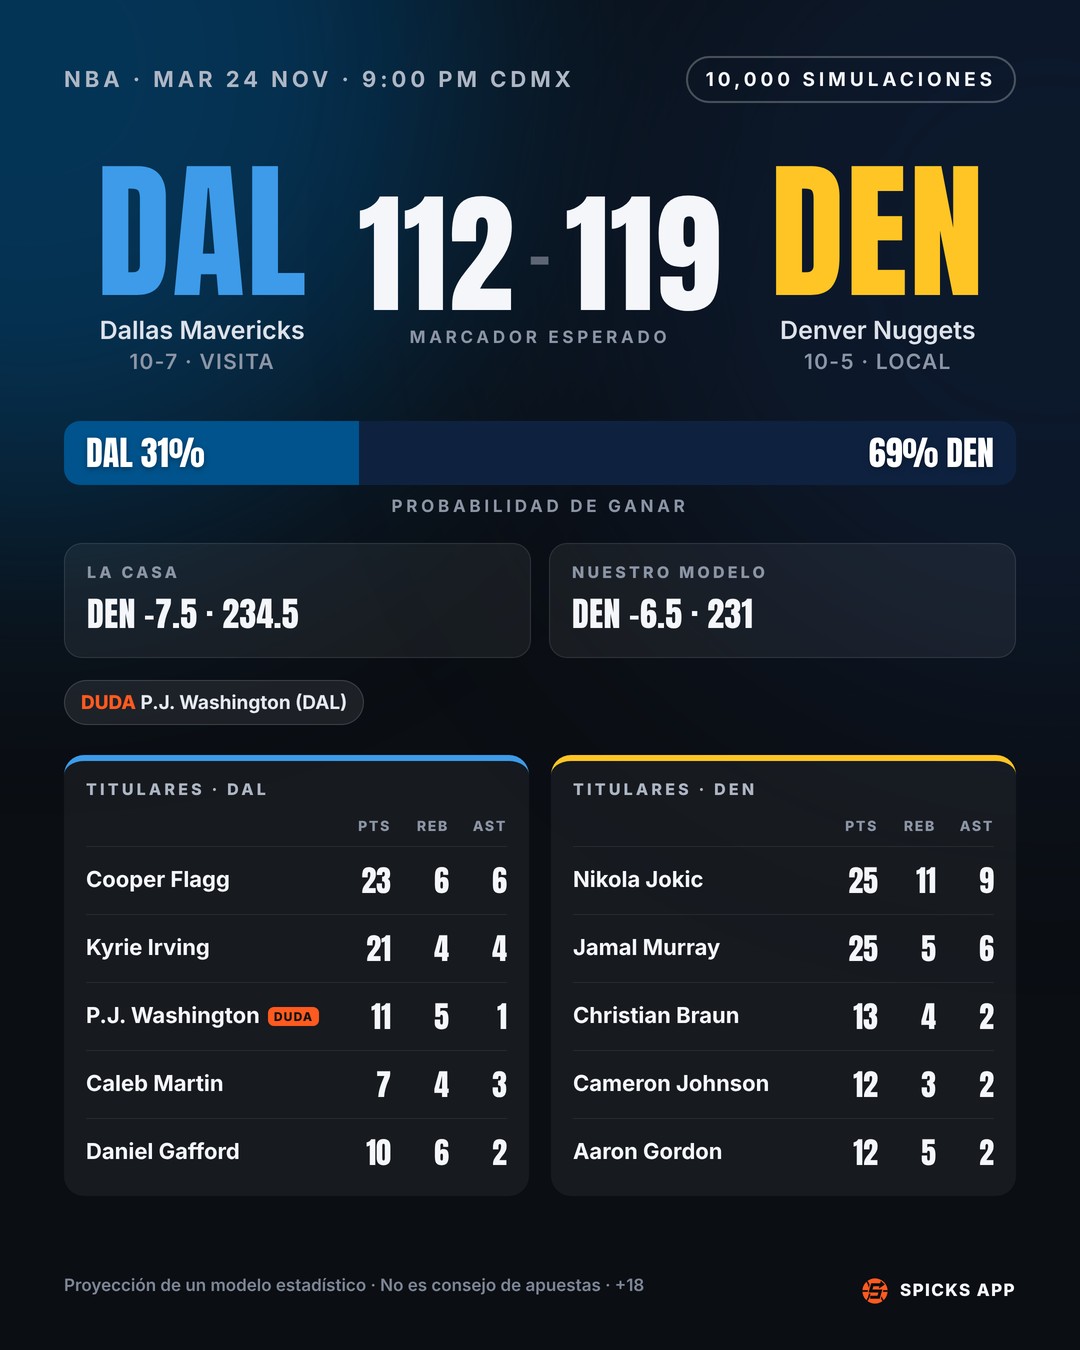 NBA · MAR 24 NOV · 9:00 PM CDMX
10,000 SIMULACIONES
DAL
112 - 119
DEN
Dallas Mavericks
10-7 · VISITA
MARCADOR ESPERADO
Denver Nuggets
10-5 · LOCAL
DAL 31%
69% DEN
PROBABILIDAD DE GANAR
LA CASA
DEN -7.5 · 234.5
NUESTRO MODELO
DEN -6.5 · 231
DUDA P.J. Washington (DAL)
TITULARES · DAL
PTS REB AST
Cooper Flagg 23 6 6
Kyrie Irving 21 4 4
P.J. Washington DUDA 11 5 1
Caleb Martin 7 4 3
Daniel Gafford 10 6 2
TITULARES · DEN
PTS REB AST
Nikola Jokic 25 11 9
Jamal Murray 25 5 6
Christian Braun 13 4 2
Cameron Johnson 12 3 2
Aaron Gordon 12 5 2
Proyección de un modelo estadístico · No es consejo de apuestas · +18
SPICKS APP